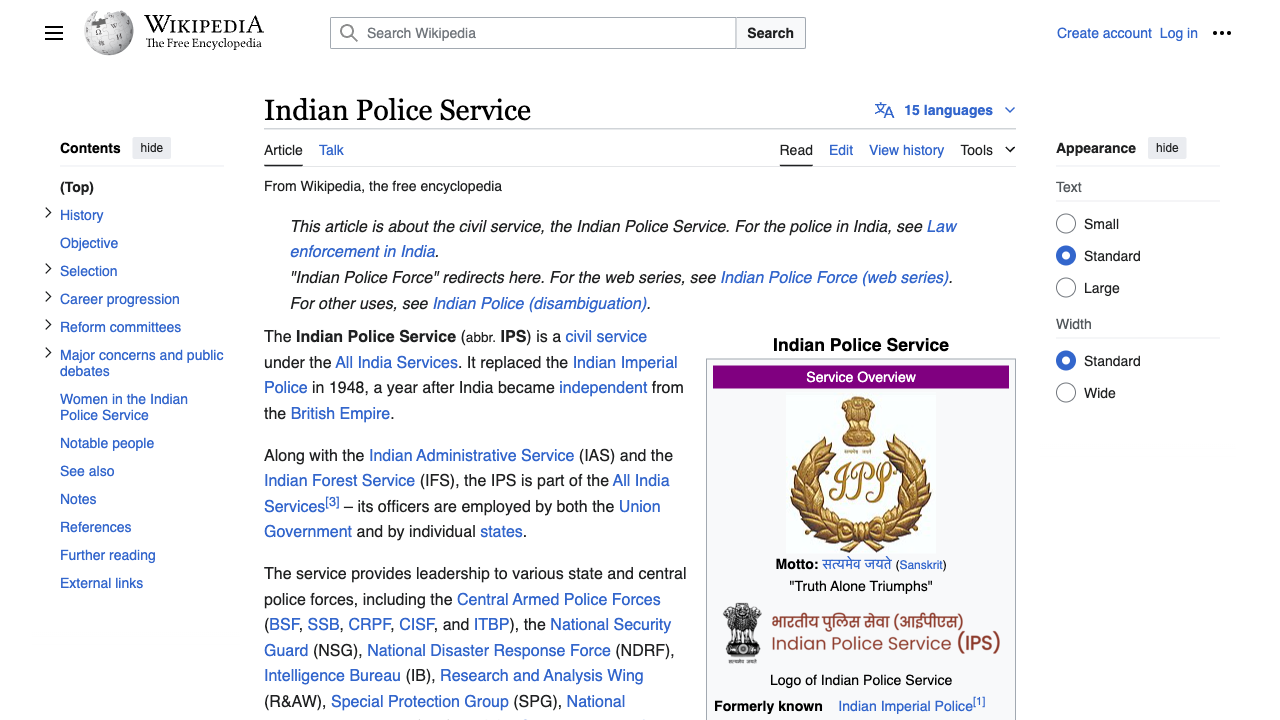 WIKIPEDIA
The Free Encyclopedia
Search Wikipedia
Search
Create account Log in
Contents hide
(Top)
History
Objective
Selection
Career progression
Reform committees
Major concerns and public
debates
Women in the Indian
Police Service
Notable people
See also
Notes
References
Further reading
External links
Indian Police Service
15 languages
Article Talk
Read Edit View history Tools
From Wikipedia, the free encyclopedia
This article is about the civil service, the Indian Police Service. For the police in India, see Law
enforcement in India.
"Indian Police Force" redirects here. For the web series, see Indian Police Force (web series).
For other uses, see Indian Police (disambiguation).
The Indian Police Service (abbr. IPS) is a civil service
under the All India Services. It replaced the Indian Imperial
Police in 1948, a year after India became independent from
the British Empire.
Along with the Indian Administrative Service (IAS) and the
Indian Forest Service (IFS), the IPS is part of the All India
Services[3] – its officers are employed by both the Union
Government and by individual states.
The service provides leadership to various state and central
police forces, including the Central Armed Police Forces
(BSF, SSB, CRPF, CISF, and ITBP), the National Security
Guard (NSG), National Disaster Response Force (NDRF),
Intelligence Bureau (IB), Research and Analysis Wing
(R&AW), Special Protection Group (SPG), National
Indian Police Service
Service Overview
IPS
Motto: सत्यमेव जयते (Sanskrit)
"Truth Alone Triumphs"
सत्यमेव जयते
भारतीय पुलिस सेवा (आईपीएस)
Indian Police Service (IPS)
Logo of Indian Police Service
Formerly known Indian Imperial Police[1]
Appearance hide
Text
Small
Standard
Large
Width
Standard
Wide